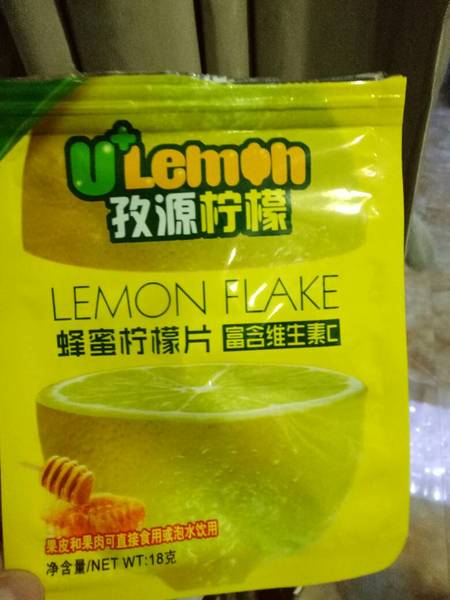 U+Lemon
孜源柠檬
LEMON FLAKE
蜂蜜柠檬片 富含维生素C
果皮和果肉可直接食用或泡水饮用
净含量/NET WT:18克